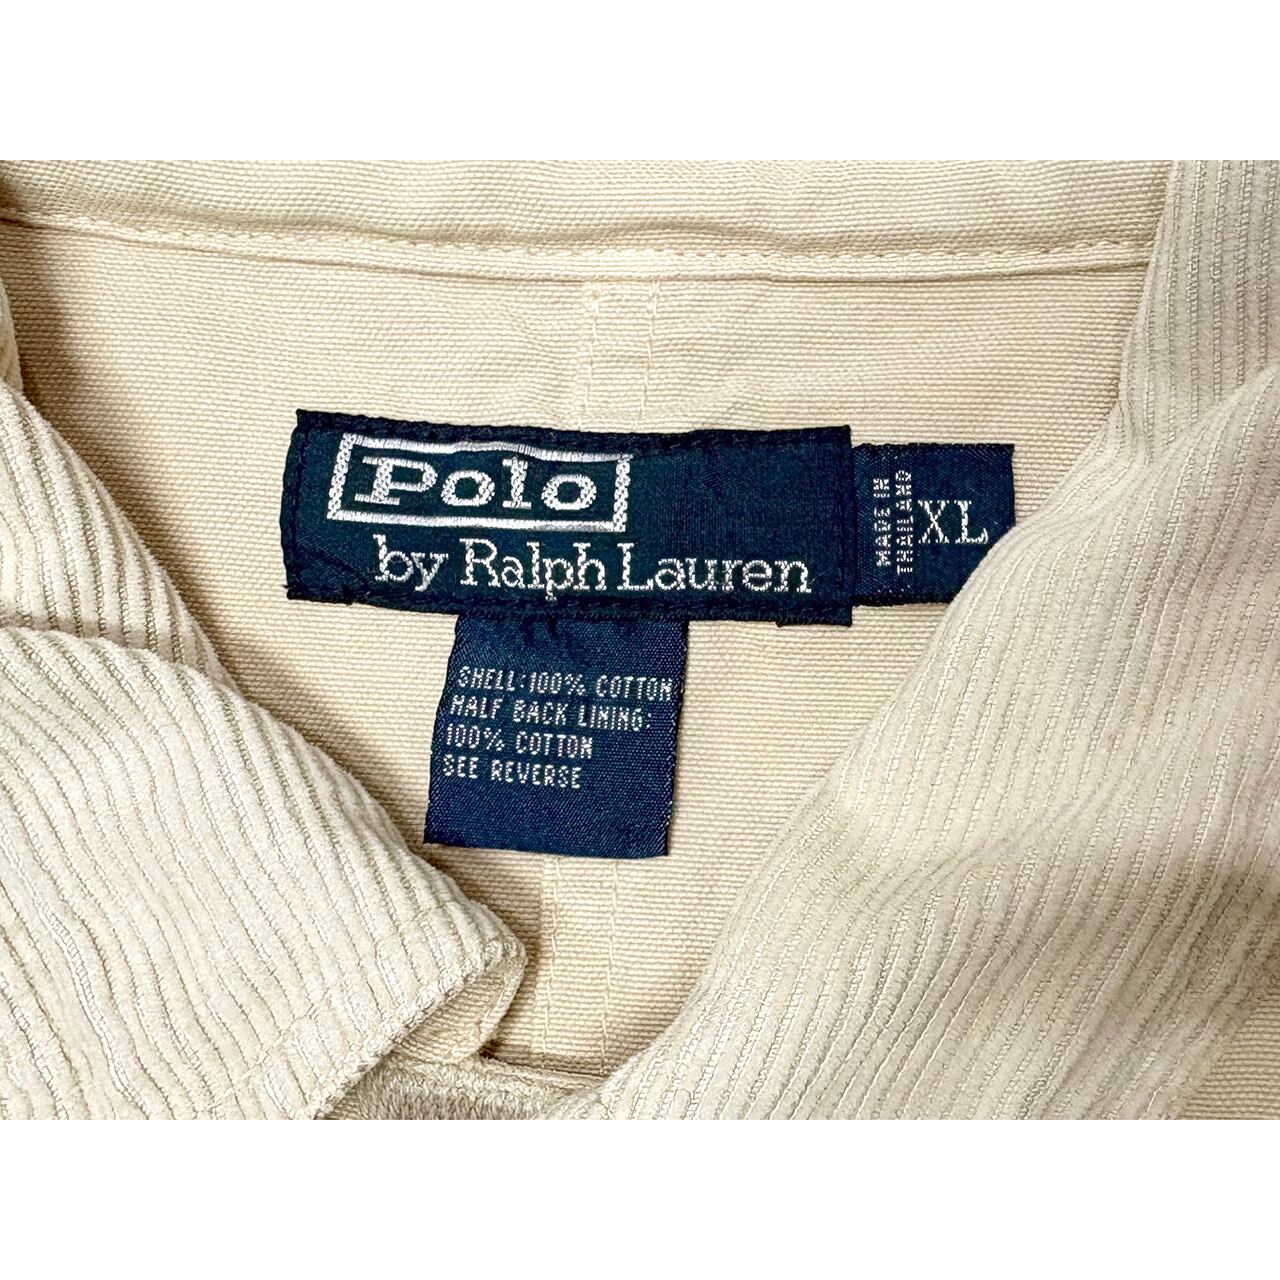 Polo
by Ralph Lauren
MADE IN
THAILAND
XL
SHELL: 100% COTTON
HALF BACK LINING:
100% COTTON
SEE REVERSE